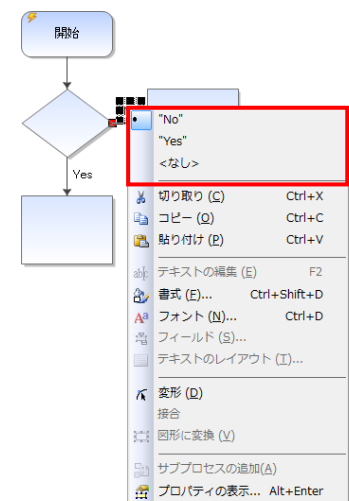 開始
"No"
"Yes"
<なし>
Yes
切り取り (C) Ctrl+X
コピー (O) Ctrl+C
貼り付け (P) Ctrl+V
テキストの編集 (E) F2
書式 (F)... Ctrl+Shift+D
フォント (N)... Ctrl+D
フィールド (S)...
テキストのレイアウト (T)...
変形 (D)
接合
図形に変換 (V)
サブプロセスの追加(A)
プロパティの表示... Alt+Enter